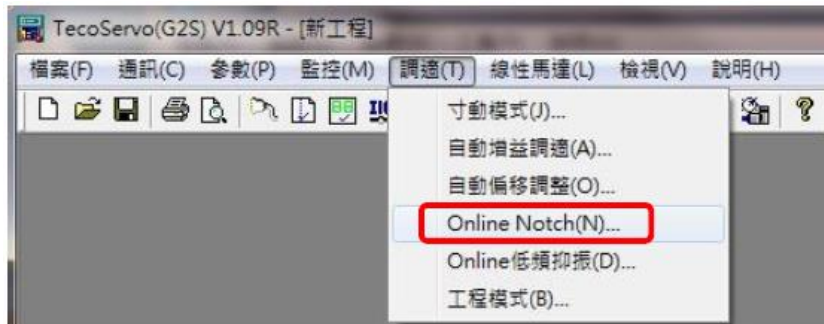 TecoServo(G2S) V1.09R - [新工程]
檔案(F) 通訊(C) 參數(P) 監控(M) 調適(T) 線性馬達(L) 檢視(V) 說明(H)
寸動模式(J)...
自動增益調適(A)...
自動偏移調整(O)...
Online Notch(N)...
Online低頻抑振(D)...
工程模式(B)...